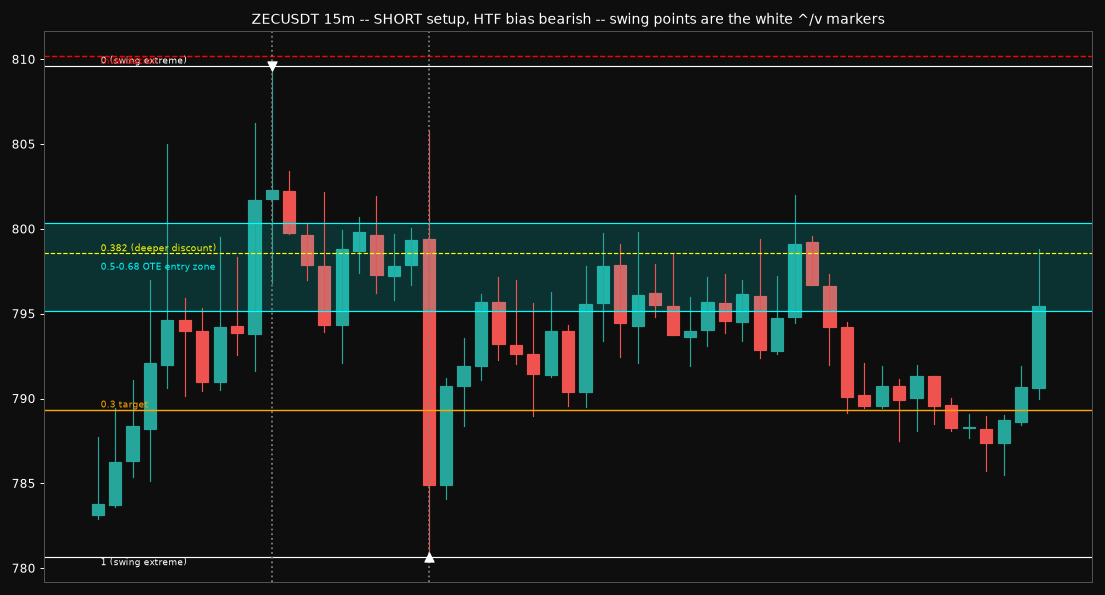 ZECUSDT 15m -- SHORT setup, HTF bias bearish -- swing points are the white ^/v markers
810
0 (swing extreme)
805
800
0.382 (deeper discount)
0.5-0.68 OTE entry zone
795
790
0.3 target
785
780
1 (swing extreme)